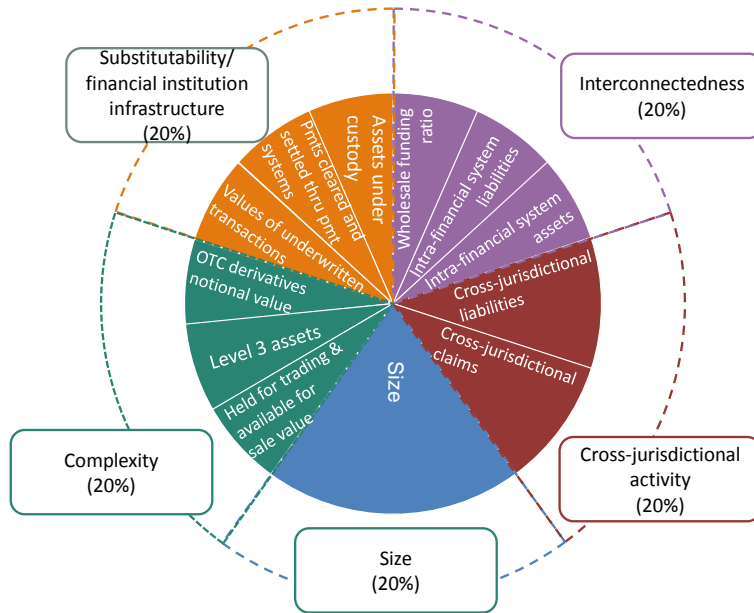 Substitutability/
financial institution
infrastructure
(20%)
Interconnectedness
(20%)
Assets under
custody
Pmts cleared and
settled thru pmt
systems
Values of underwritten
transactions
Wholesale funding
ratio
Intra-financial system
liabilities
Intra-financial system
assets
OTC derivatives
notional value
Level 3 assets
Held for trading &
available for
sale value
Cross-jurisdictional
liabilities
Cross-jurisdictional
claims
Size
Complexity
(20%)
Cross-jurisdictional
activity
(20%)
Size
(20%)